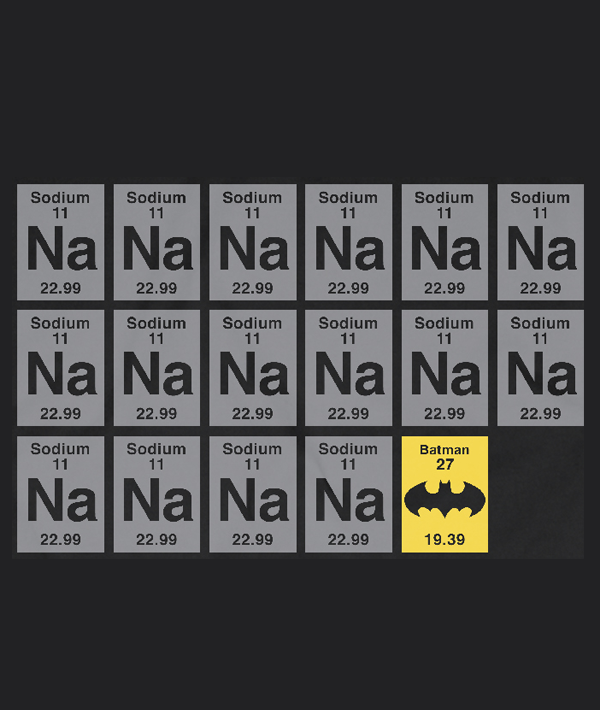 Sodium Sodium Sodium Sodium Sodium Sodium
11 11 11 11 11 11
Na Na Na Na Na Na
22.99 22.99 22.99 22.99 22.99 22.99
Sodium Sodium Sodium Sodium Sodium Sodium
11 11 11 11 11 11
Na Na Na Na Na Na
22.99 22.99 22.99 22.99 22.99 22.99
Sodium Sodium Sodium Sodium Batman
11 11 11 11 27
Na Na Na Na
22.99 22.99 22.99 22.99 19.39